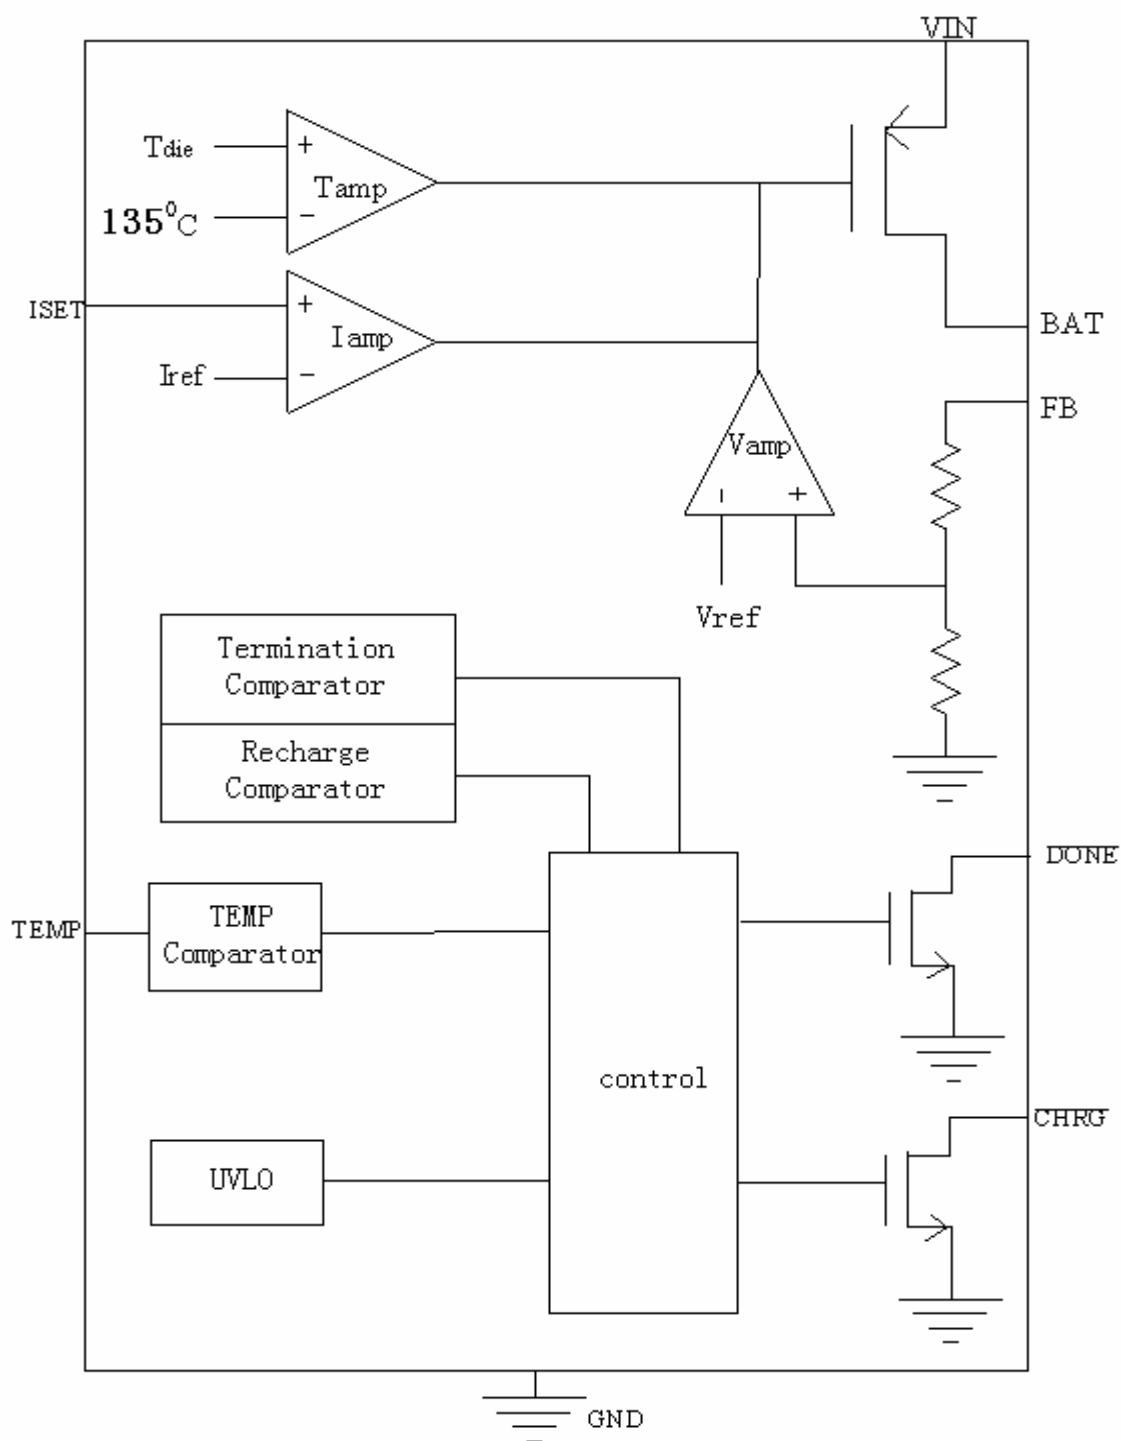 VIN
Tdie
+
Tamp
135⁰C
−
ISET
+
Iamp
Iref
−
BAT
FB
Vamp
− +
Vref
Termination
Comparator
Recharge
Comparator
DONE
TEMP
TEMP
Comparator
control
CHRG
UVLO
GND